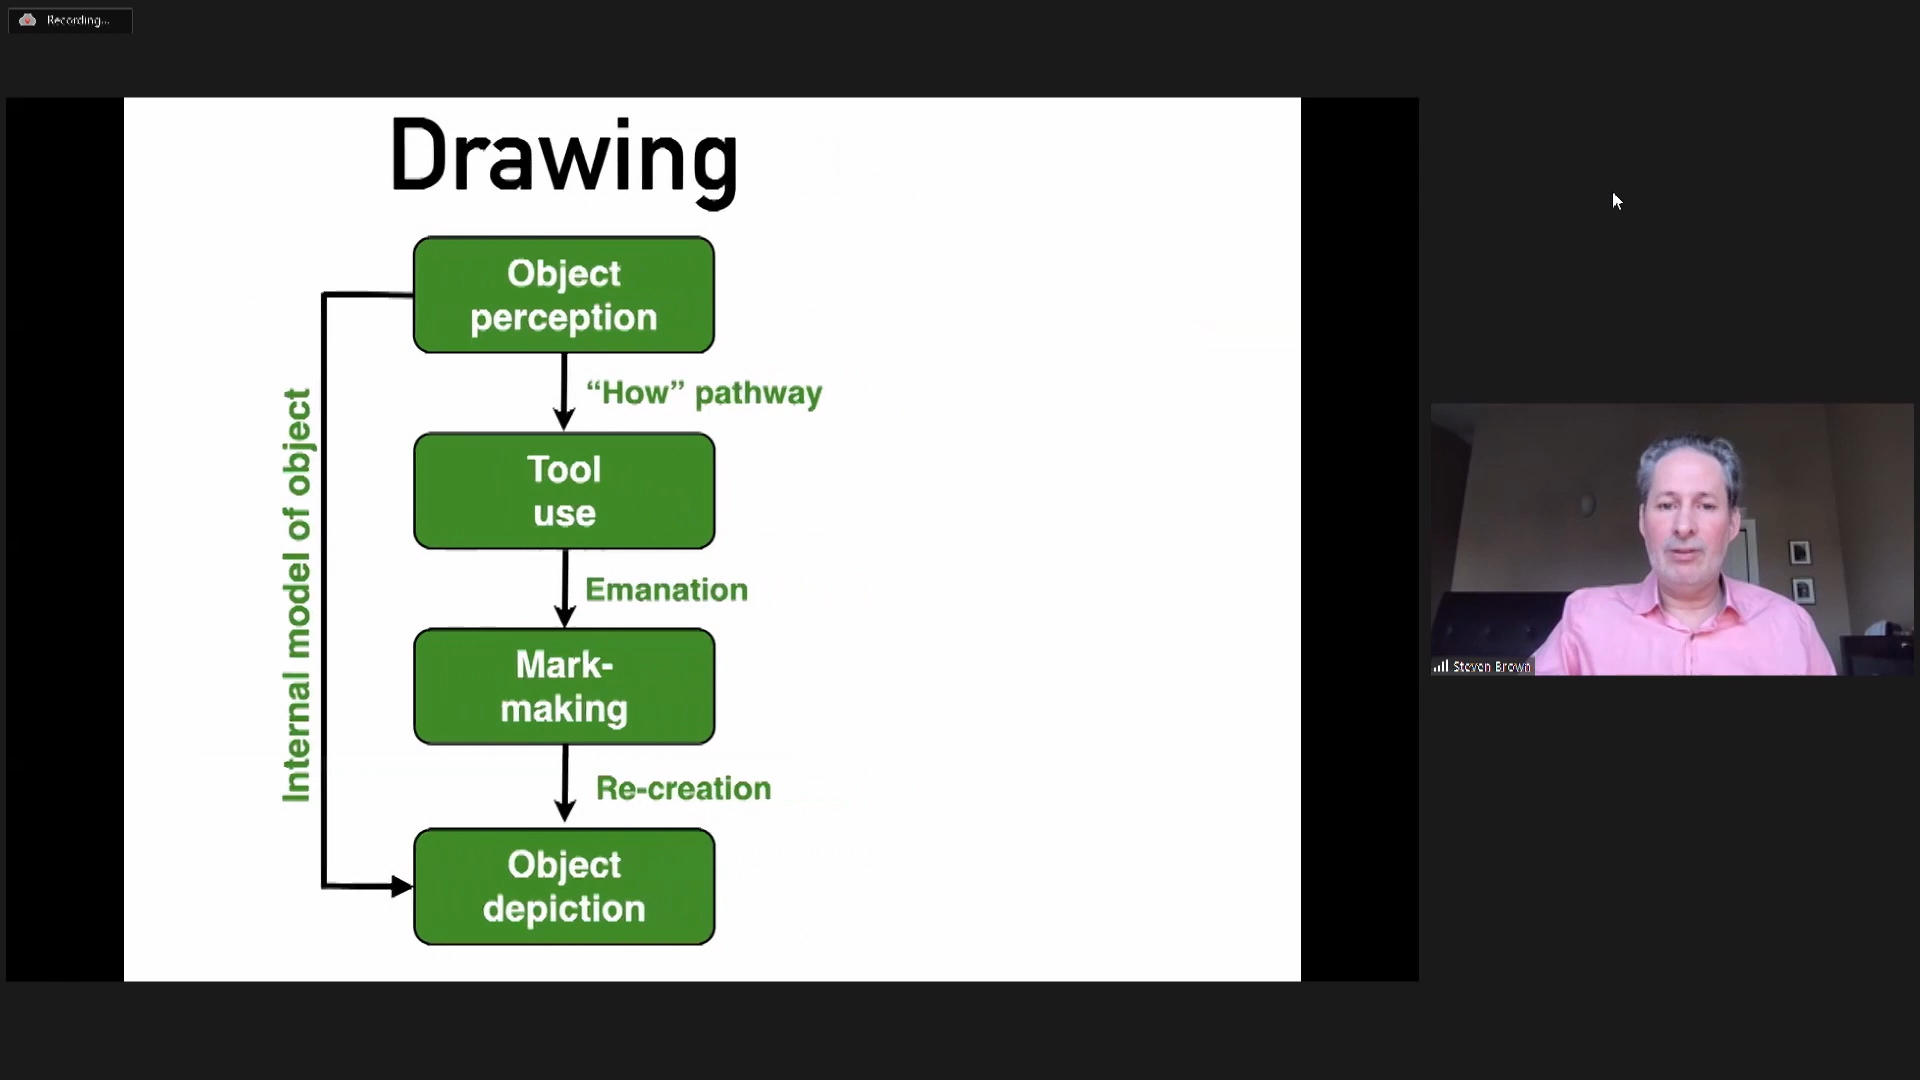 Recording...
Drawing
Object
perception
“How” pathway
Tool
use
Emanation
Mark-
making
Re-creation
Object
depiction
Internal model of object
Steven Brown